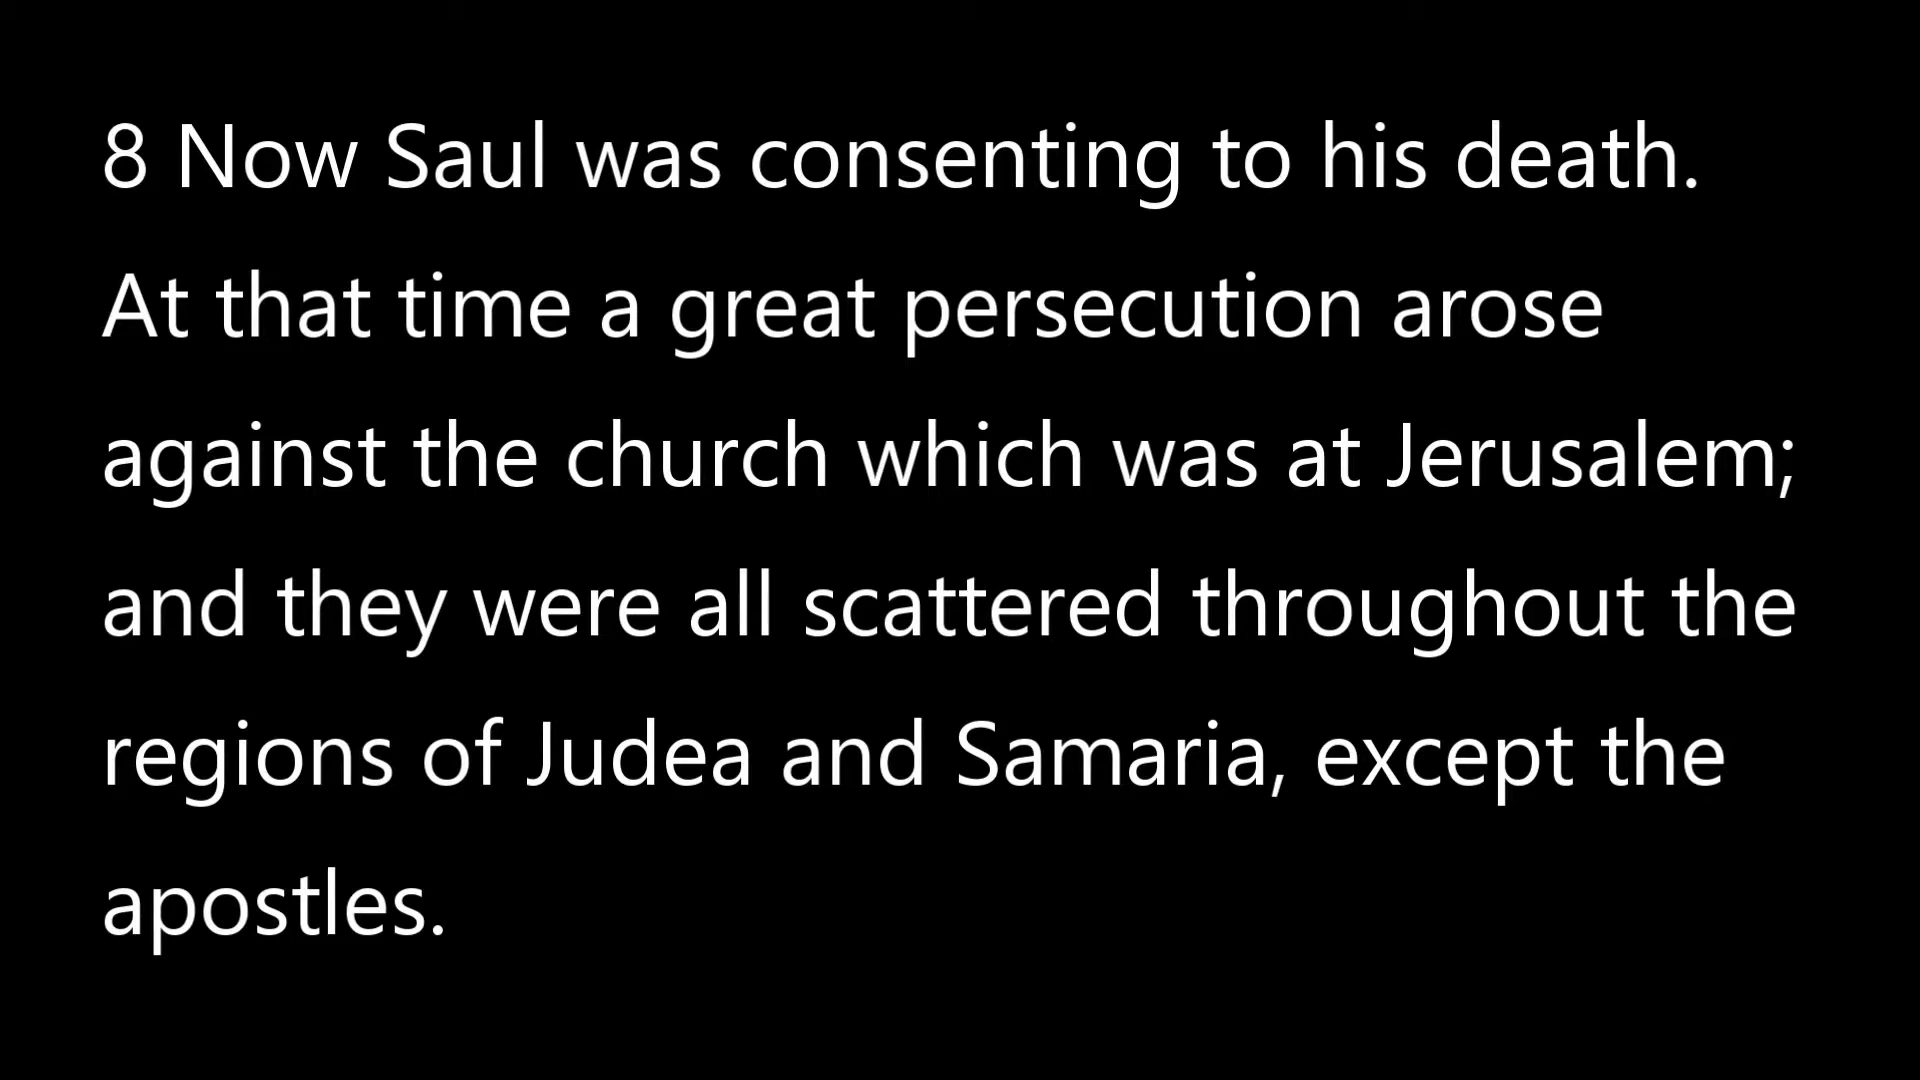 8 Now Saul was consenting to his death.
At that time a great persecution arose
against the church which was at Jerusalem;
and they were all scattered throughout the
regions of Judea and Samaria, except the
apostles.